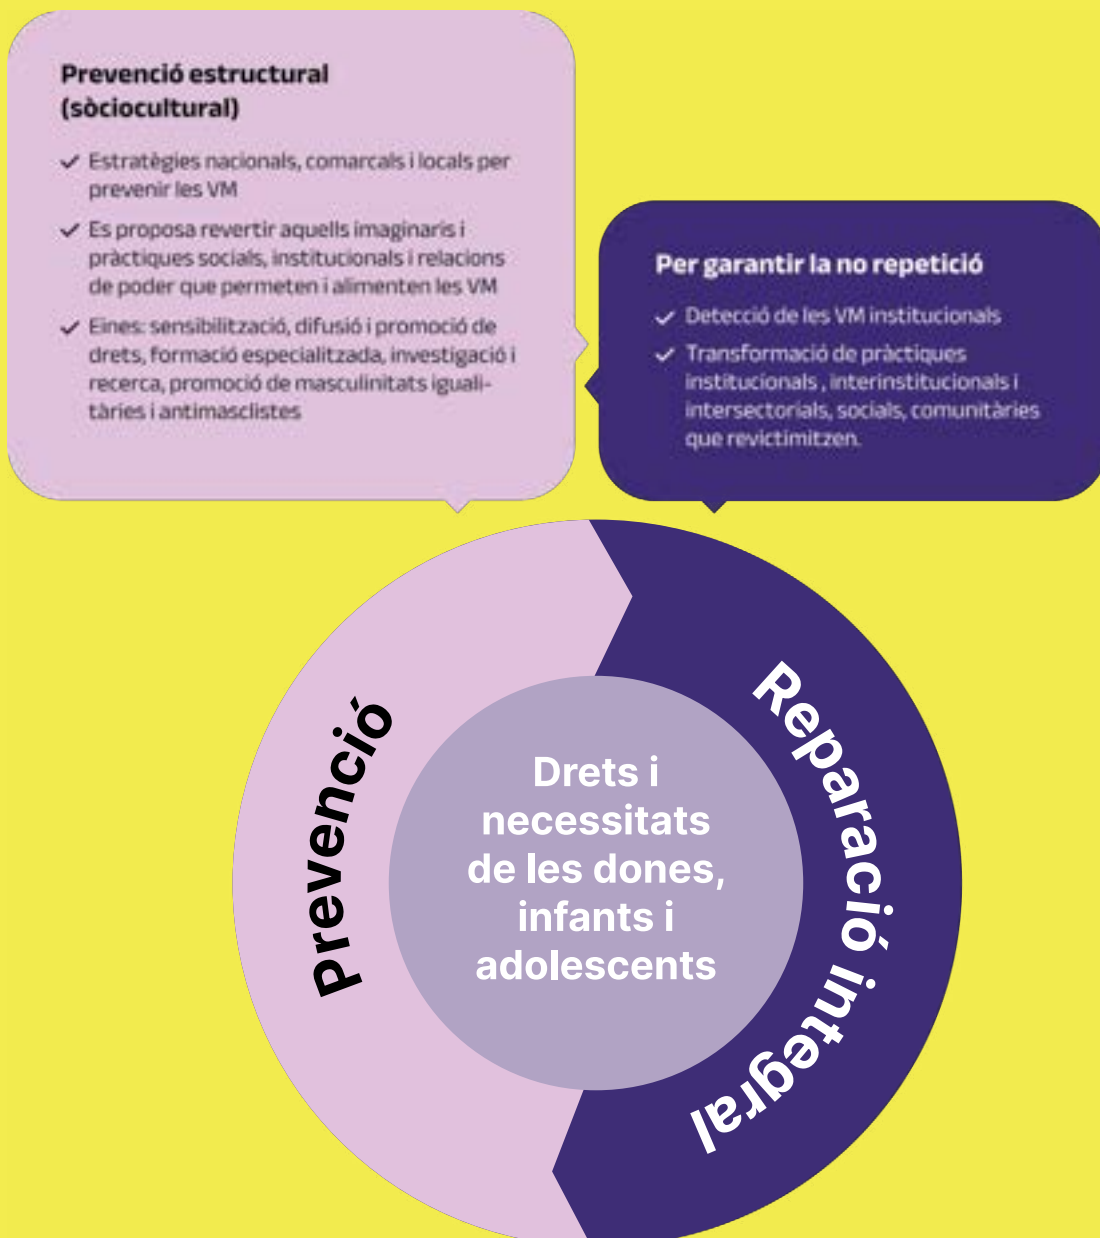 Prevenció estructural
(sòciocultural)
Estratègies nacionals, comarcals i locals per
prevenir les VM
Es proposa revertir aquells imaginaris i
pràctiques socials, institucionals i relacions
de poder que permeten i alimenten les VM
Eines: sensibilització, difusió i promoció de
drets, formació especialitzada, investigació i
recerca, promoció de masculinitats iguali-
tàries i antimasclistes
Per garantir la no repetició
Detecció de les VM institucionals
Transformació de pràctiques
institucionals , interinstitucionals i
intersectorials, socials, comunitàries
que revictimitzen.
Prevenció
Drets i
necessitats
de les dones,
infants i
adolescents
Reparació integral